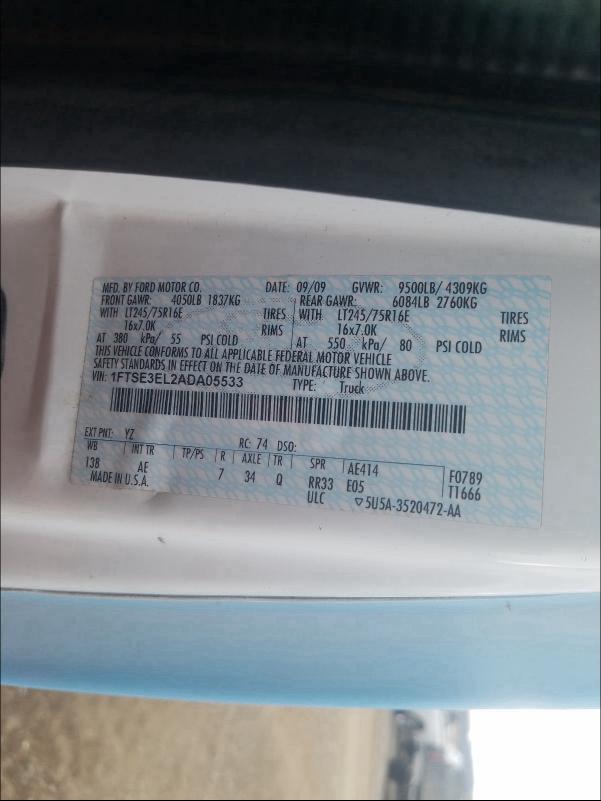 MFD. BY FORD MOTOR CO. DATE: 09/09 GVWR: 9500LB/ 4309KG
FRONT GAWR: 4050LB 1837KG REAR GAWR: 6084LB 2760KG
WITH LT245/75R16E TIRES WITH LT245/75R16E TIRES
16x7.0K RIMS 16x7.0K RIMS
AT 380 kPa/ 55 PSI COLD AT 550 kPa/ 80 PSI COLD
THIS VEHICLE CONFORMS TO ALL APPLICABLE FEDERAL MOTOR VEHICLE
SAFETY STANDARDS IN EFFECT ON THE DATE OF MANUFACTURE SHOWN ABOVE.
VIN: 1FTSE3EL2ADA05533 TYPE: Truck
EXT PNT: YZ RC: 74 DSO:
WB INT TR TP/PS R AXLE TR SPR AE414 F0789
138 AE 7 34 Q RR33 E05 T1666
MADE IN U.S.A. ULC ▽5U5A-3520472-AA